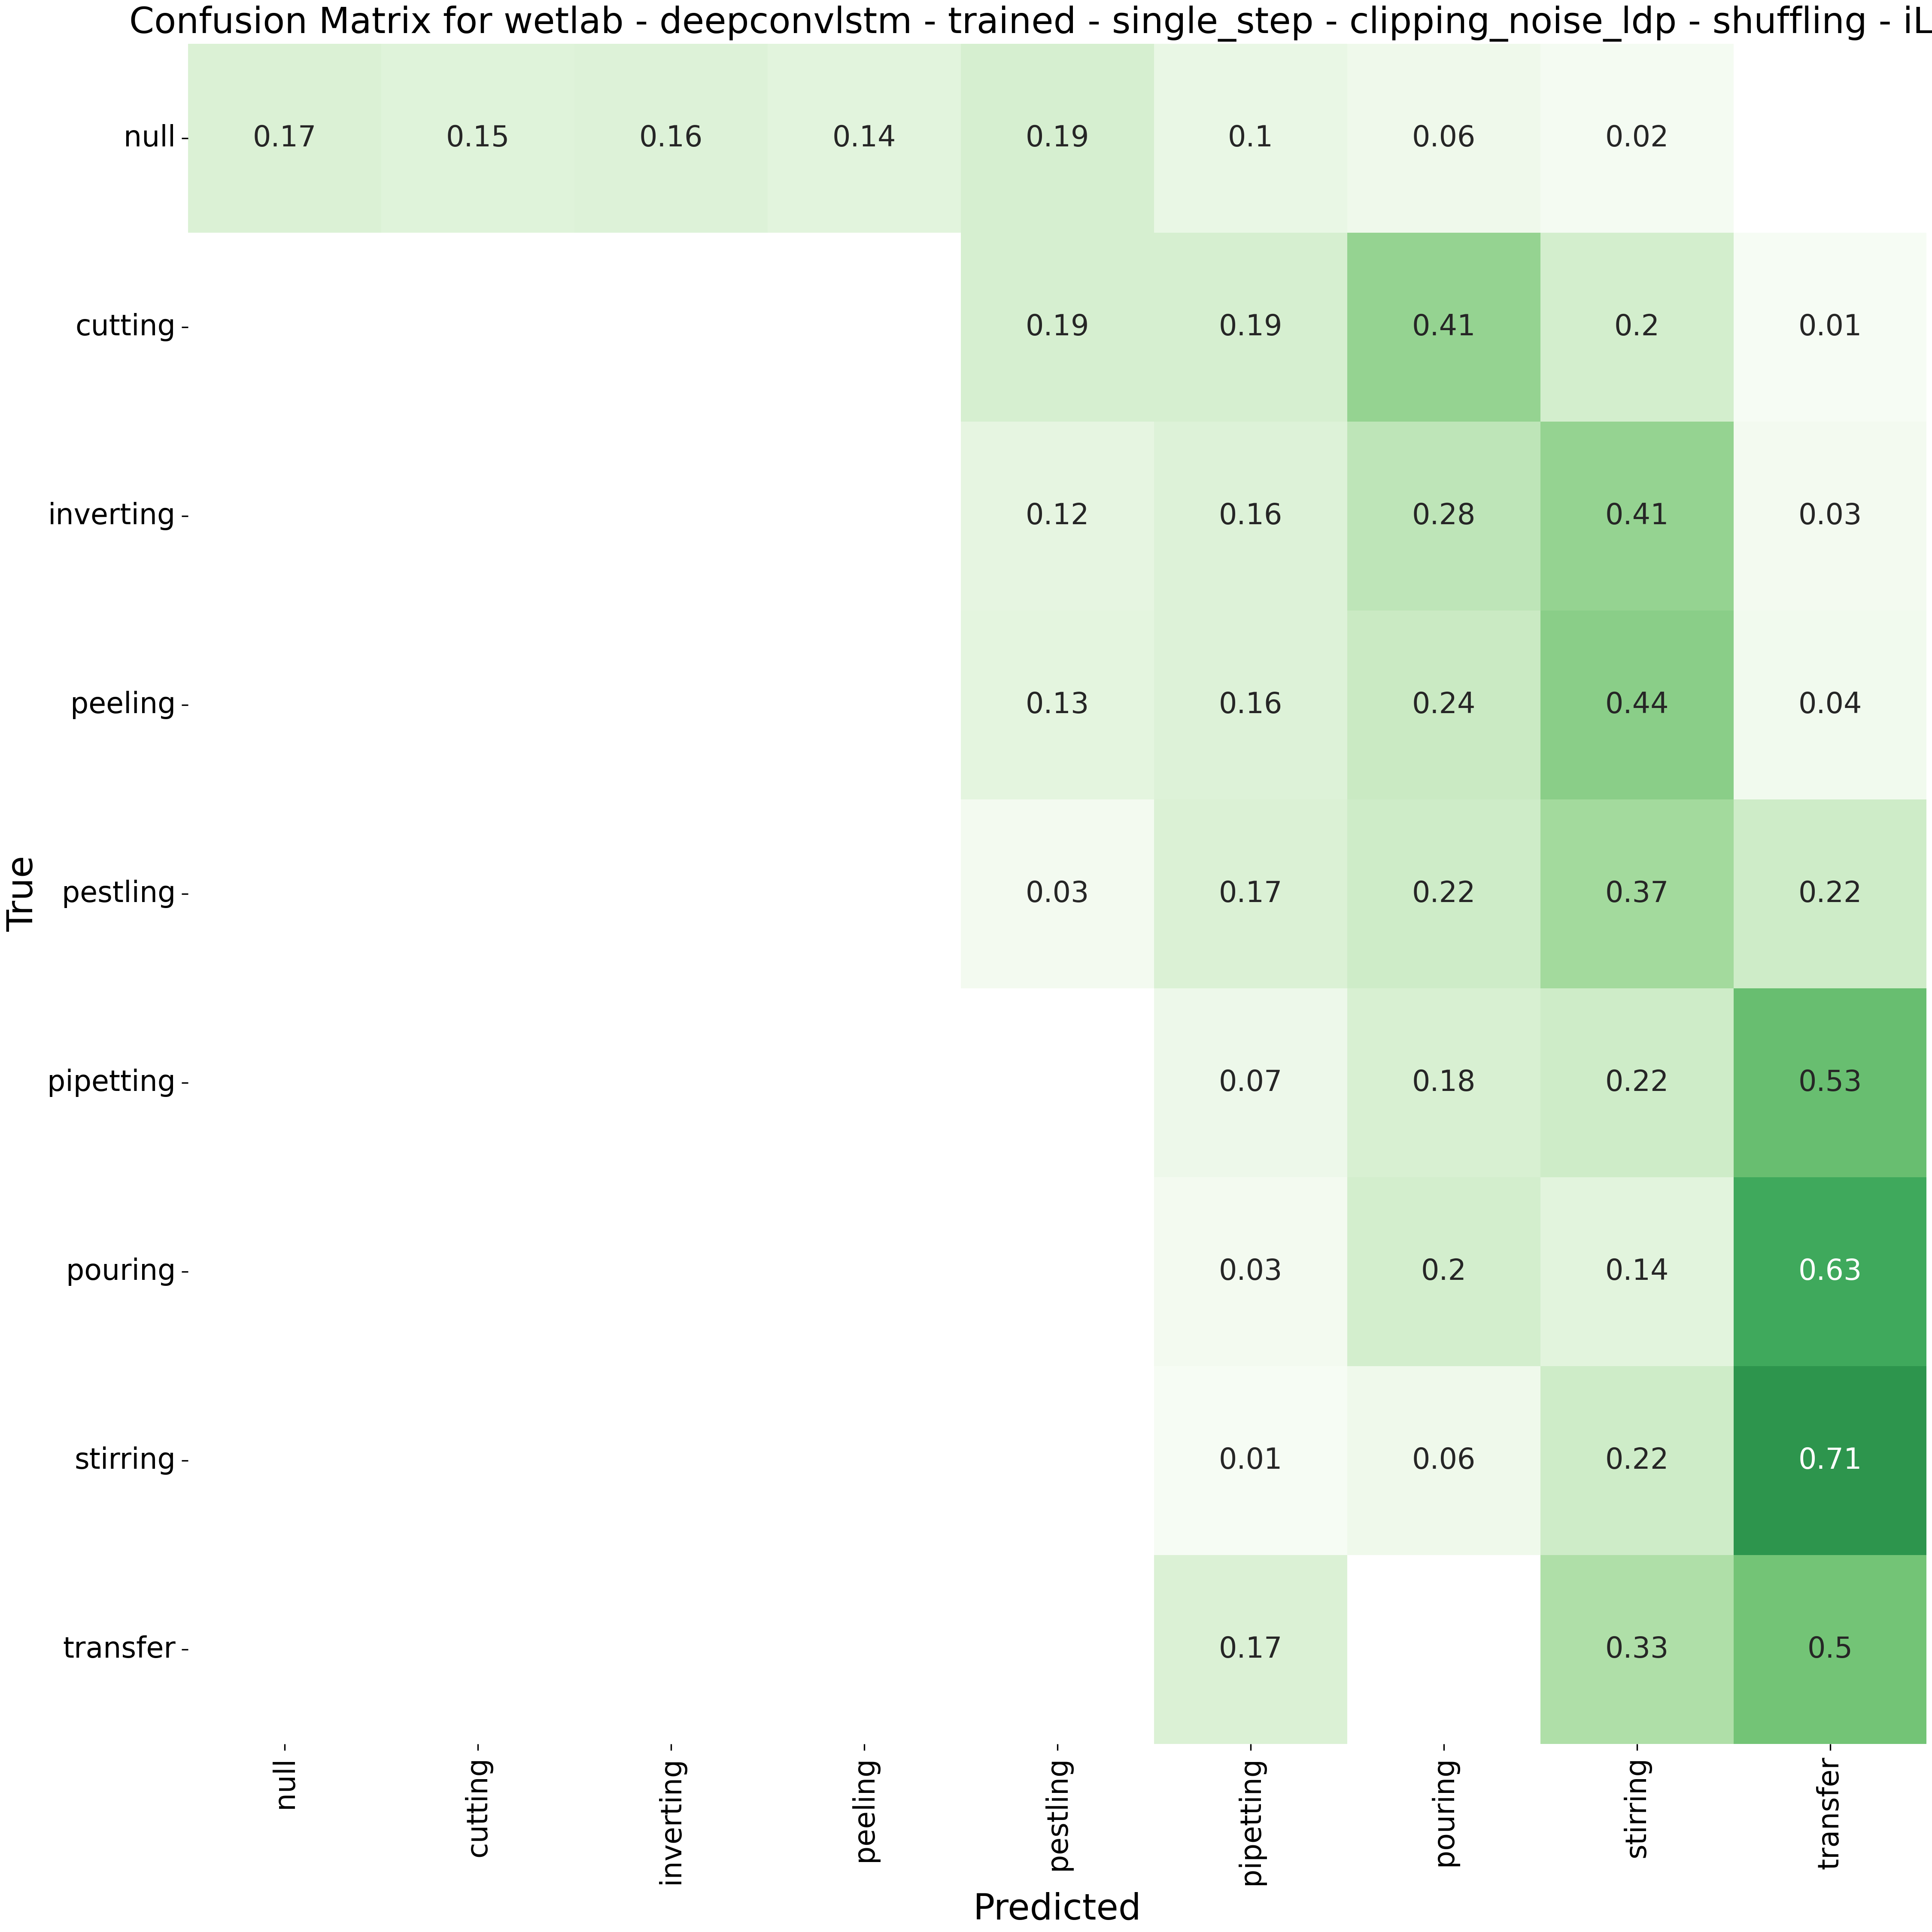 Confusion Matrix for wetlab - deepconvlstm - trained - single_step - clipping_noise_ldp - shuffling - iL
null 0.17 0.15 0.16 0.14 0.19 0.1 0.06 0.02
cutting 0.19 0.19 0.41 0.2 0.01
inverting 0.12 0.16 0.28 0.41 0.03
peeling 0.13 0.16 0.24 0.44 0.04
pestling 0.03 0.17 0.22 0.37 0.22
pipetting 0.07 0.18 0.22 0.53
pouring 0.03 0.2 0.14 0.63
stirring 0.01 0.06 0.22 0.71
transfer 0.17 0.33 0.5
True
null cutting inverting peeling pestling pipetting pouring stirring transfer
Predicted